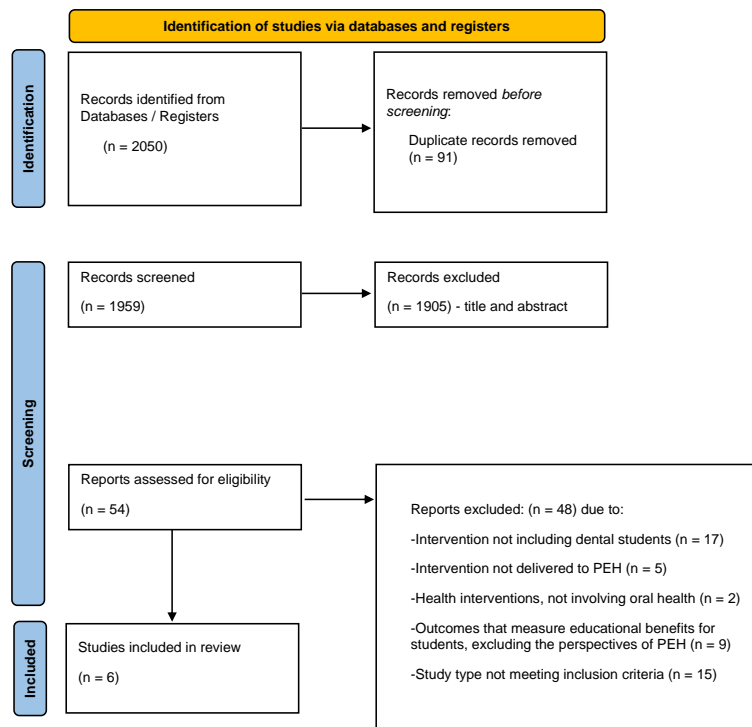 Identification of studies via databases and registers
Identification
Records identified from
Databases / Registers
(n = 2050)
Records removed before
screening:
Duplicate records removed
(n = 91)
Screening
Records screened
(n = 1959)
Records excluded
(n = 1905) - title and abstract
Reports assessed for eligibility
(n = 54)
Reports excluded: (n = 48) due to:
-Intervention not including dental students (n = 17)
-Intervention not delivered to PEH (n = 5)
-Health interventions, not involving oral health (n = 2)
-Outcomes that measure educational benefits for
students, excluding the perspectives of PEH (n = 9)
-Study type not meeting inclusion criteria (n = 15)
Included
Studies included in review
(n = 6)